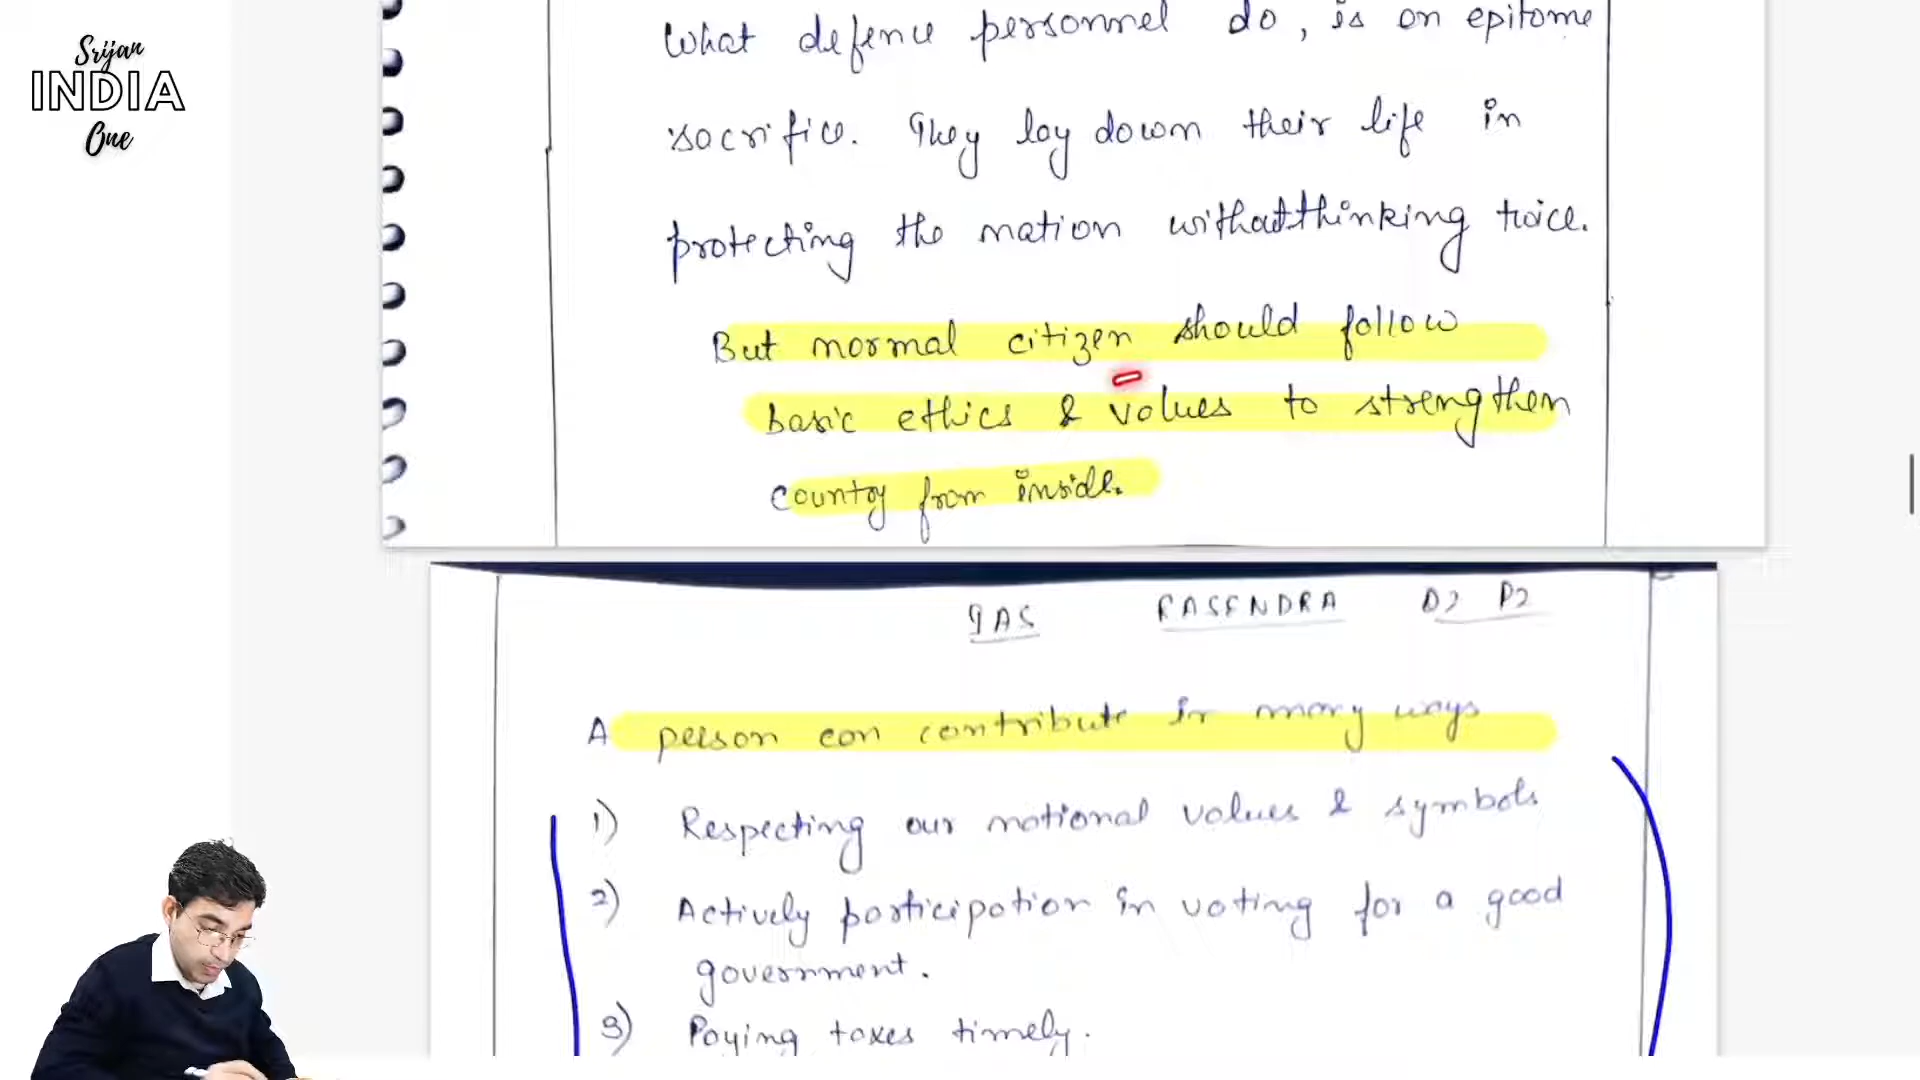 Srijan
INDIA
One
What defence personnel do, is on epitome
sacrifice. They lay down their life in
protecting the nation without thinking twice.
But normal citizen should follow
basic ethics & values to strengthen
country from inside.
IAS RASENDRA D2 P2
A person can contribute in many ways
1) Respecting our national values & symbols
2) Actively participation in voting for a good
government.
3) Paying taxes timely.